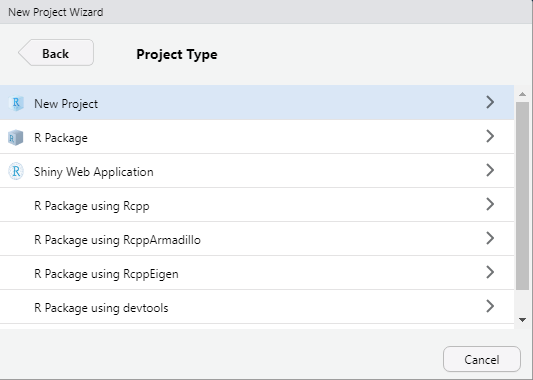 New Project Wizard
Back
Project Type
R New Project
R R Package
R Shiny Web Application
R Package using Rcpp
R Package using RcppArmadillo
R Package using RcppEigen
R Package using devtools
Cancel